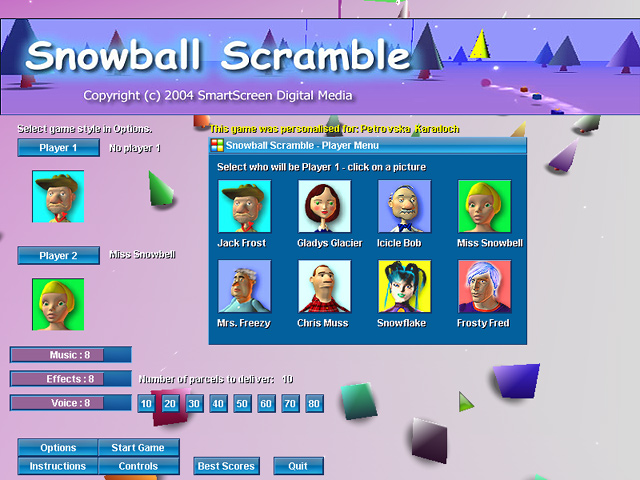 Snowball Scramble
Copyright (c) 2004 SmartScreen Digital Media
Select game style in Options.
This game was personalised for: Petrovska Karadoch
Player 1
No player 1
Snowball Scramble - Player Menu
Select who will be Player 1 - click on a picture
Jack Frost
Gladys Glacier
Icicle Bob
Miss Snowbell
Player 2
Miss Snowbell
Mrs. Freezy
Chris Muss
Snowflake
Frosty Fred
Music : 8
Effects : 8
Number of parcels to deliver: 10
Voice : 8
10 20 30 40 50 60 70 80
Options
Start Game
Instructions
Controls
Best Scores
Quit